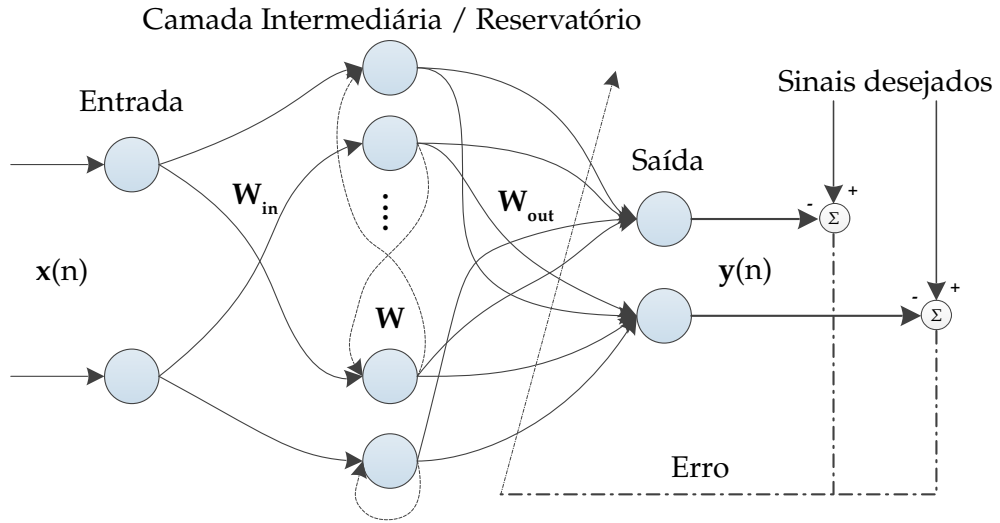 Camada Intermediária / Reservatório
Entrada
Sinais desejados
Saída
W_in
W_out
x(n)
y(n)
W
- +
Σ
- +
Σ
Erro